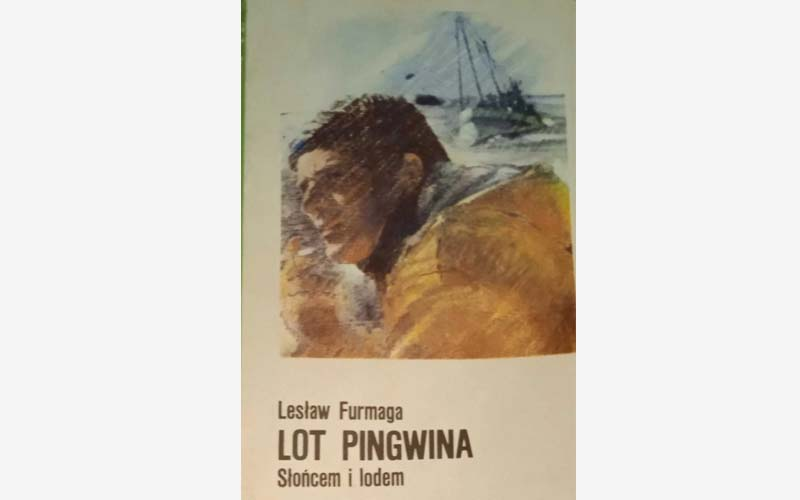 Lesław Furmaga
LOT PINGWINA
Słońcem i lodem